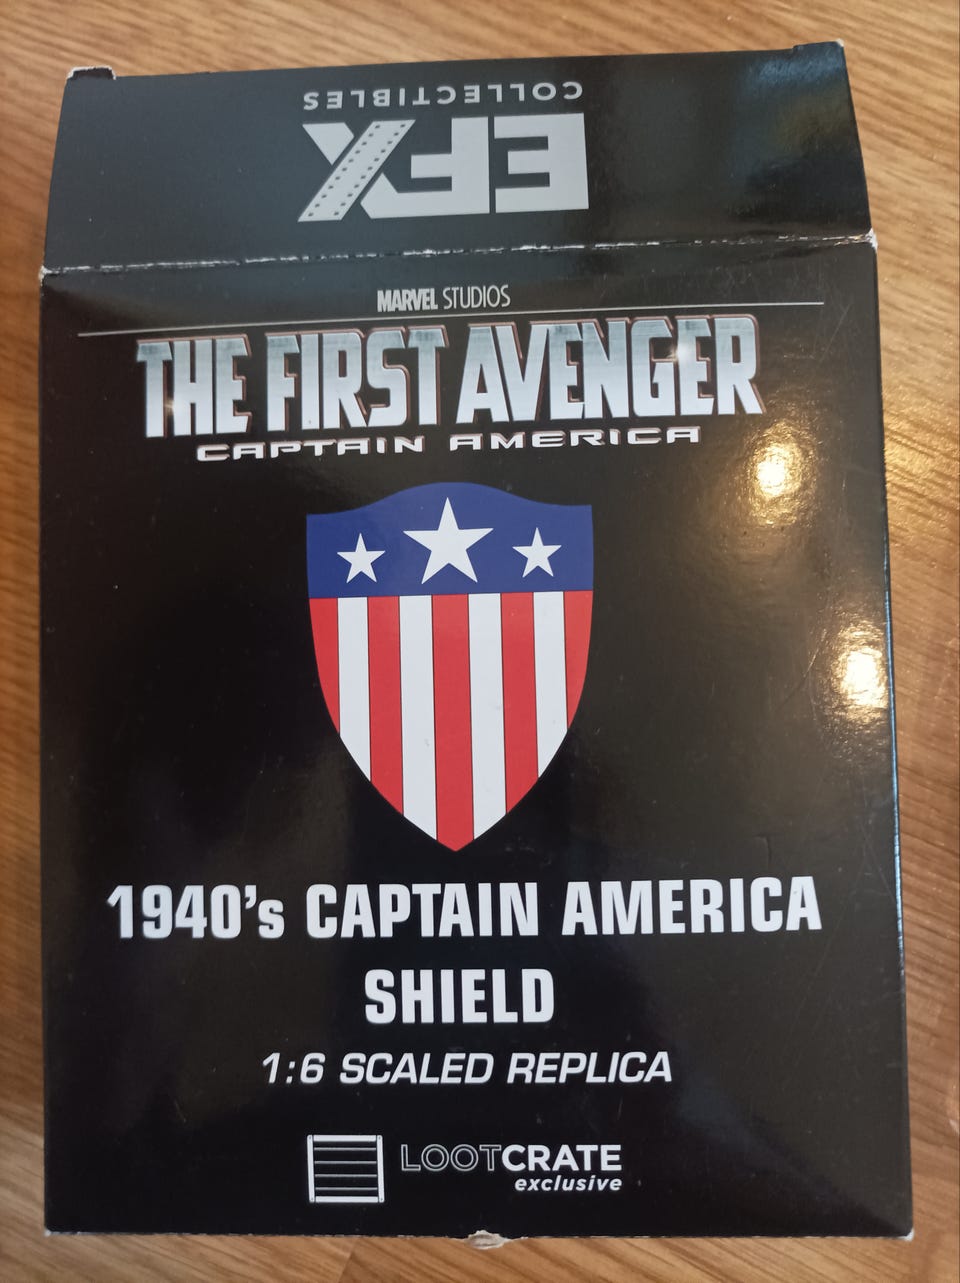 COLLECTIBLES
EFX
MARVEL STUDIOS
THE FIRST AVENGER
CAPTAIN AMERICA
1940's CAPTAIN AMERICA
SHIELD
1:6 SCALED REPLICA
LOOTCRATE
exclusive